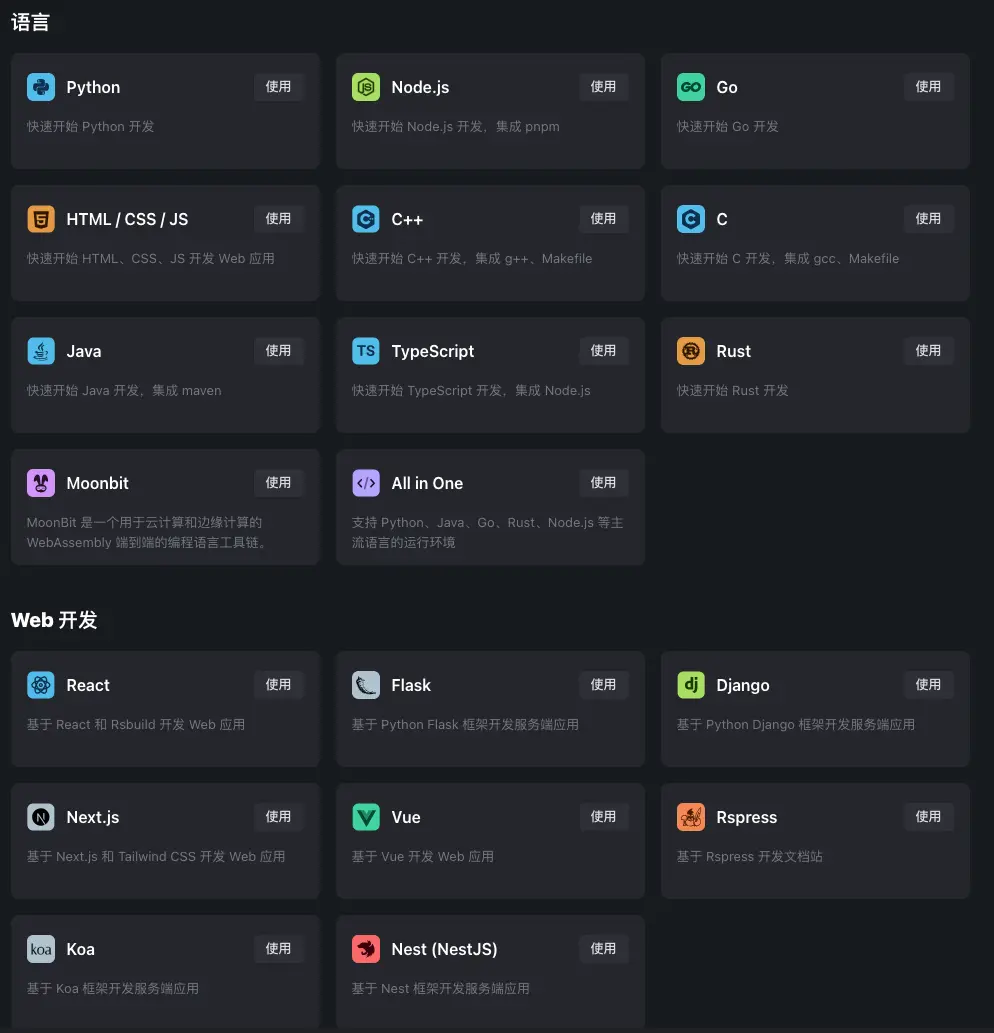 语言
Python 使用
快速开始 Python 开发
Node.js 使用
快速开始 Node.js 开发，集成 pnpm
GO Go 使用
快速开始 Go 开发
HTML / CSS / JS 使用
快速开始 HTML、CSS、JS 开发 Web 应用
C++ 使用
快速开始 C++ 开发，集成 g++、Makefile
C C 使用
快速开始 C 开发，集成 gcc、Makefile
Java 使用
快速开始 Java 开发，集成 maven
TS TypeScript 使用
快速开始 TypeScript 开发，集成 Node.js
Rust 使用
快速开始 Rust 开发
Moonbit 使用
MoonBit 是一个用于云计算和边缘计算的
WebAssembly 端到端的编程语言工具链。
</> All in One 使用
支持 Python、Java、Go、Rust、Node.js 等主
流语言的运行环境
Web 开发
React 使用
基于 React 和 Rsbuild 开发 Web 应用
Flask 使用
基于 Python Flask 框架开发服务端应用
dj Django 使用
基于 Python Django 框架开发服务端应用
N Next.js 使用
基于 Next.js 和 Tailwind CSS 开发 Web 应用
Vue 使用
基于 Vue 开发 Web 应用
Rspress 使用
基于 Rspress 开发文档站
koa Koa 使用
基于 Koa 框架开发服务端应用
Nest (NestJS) 使用
基于 Nest 框架开发服务端应用